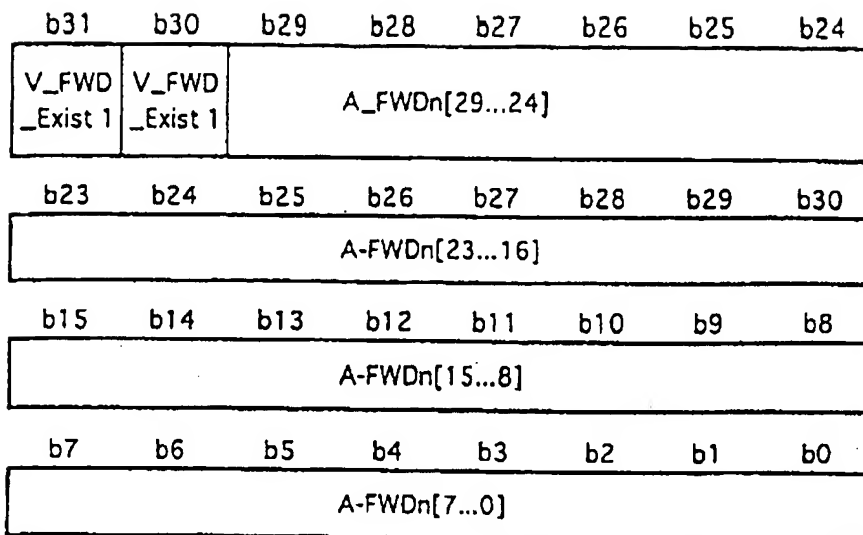 b31 b30 b29 b28 b27 b26 b25 b24
V_FWD V_FWD
_Exist 1 _Exist 1
A_FWDn[29...24]
b23 b24 b25 b26 b27 b28 b29 b30
A-FWDn[23...16]
b15 b14 b13 b12 b11 b10 b9 b8
A-FWDn[15...8]
b7 b6 b5 b4 b3 b2 b1 b0
A-FWDn[7...0]